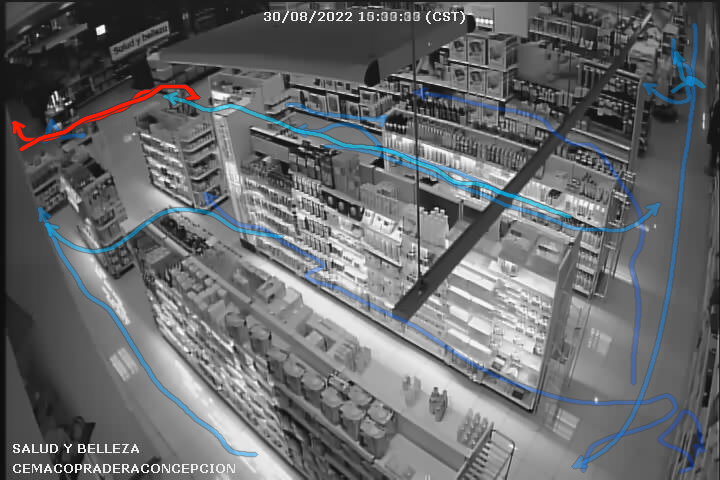 30/08/2022 (CST)
Salud y belleza
SALUD Y BELLEZA
CEMACOPRADERACONCEPCION